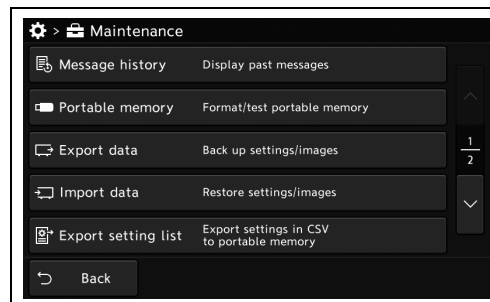 > Maintenance
Message history Display past messages
Portable memory Format/test portable memory
Export data Back up settings/images
Import data Restore settings/images
Export setting list Export settings in CSV
to portable memory
1
2
Back